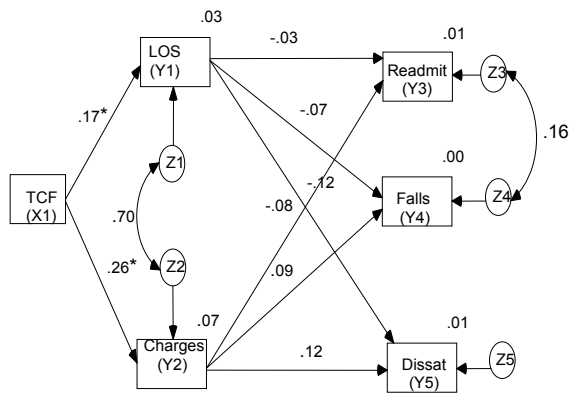 .03
LOS
(Y1)
-.03
.01
Readmit
(Y3)
Z3
.17*
-.07
.16
Z1
.00
TCF
(X1)
-.12
Falls
(Y4)
Z4
.70
-.08
.26*
Z2
.09
.07
.01
Charges
(Y2)
.12
Dissat
(Y5)
Z5